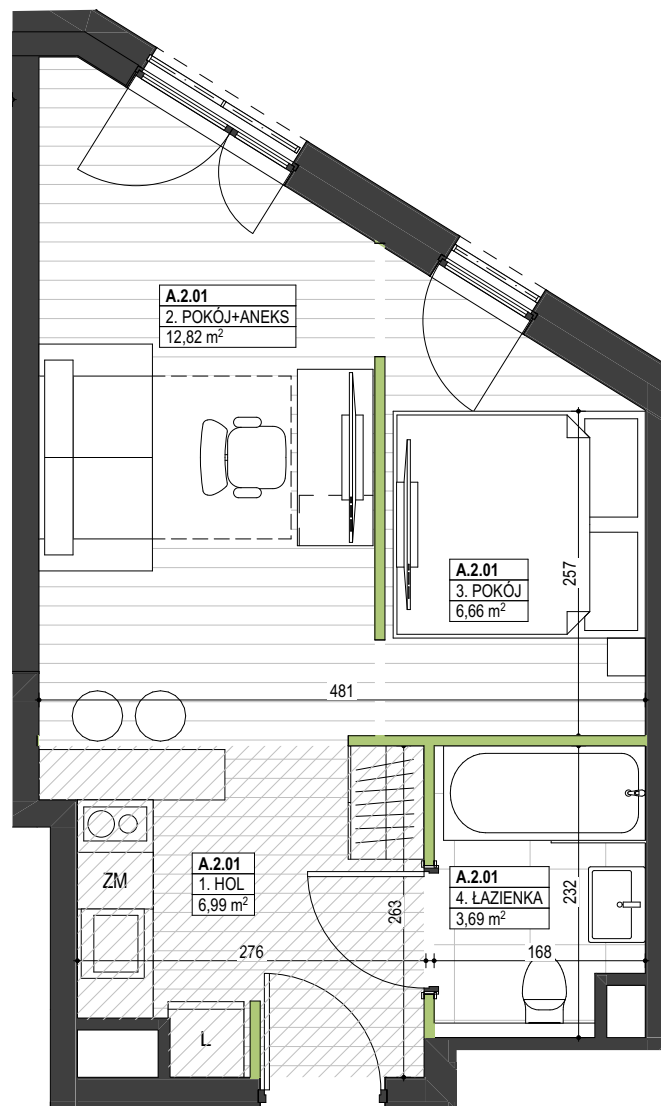 A.2.01
2. POKÓJ+ANEKS
12,82 m²
A.2.01
3. POKÓJ
6,66 m²
257
481
A.2.01
1. HOL
6,99 m²
A.2.01
4. ŁAZIENKA
3,69 m²
ZM
263
232
276
168
L